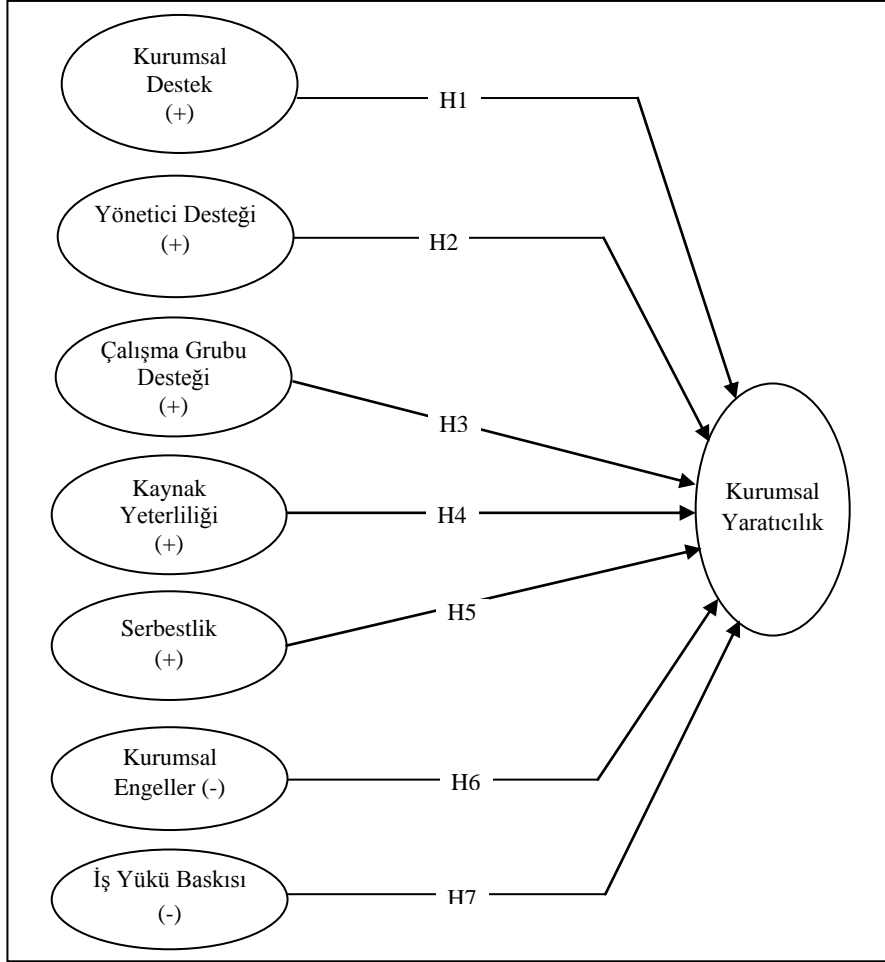 Kurumsal
Destek
(+)
H1
Yönetici Desteği
(+)
H2
Çalışma Grubu
Desteği
(+)
H3
Kaynak
Yeterliliği
(+)
H4
Kurumsal
Yaratıcılık
Serbestlik
(+)
H5
Kurumsal
Engeller (-)
H6
İş Yükü Baskısı
(-)
H7